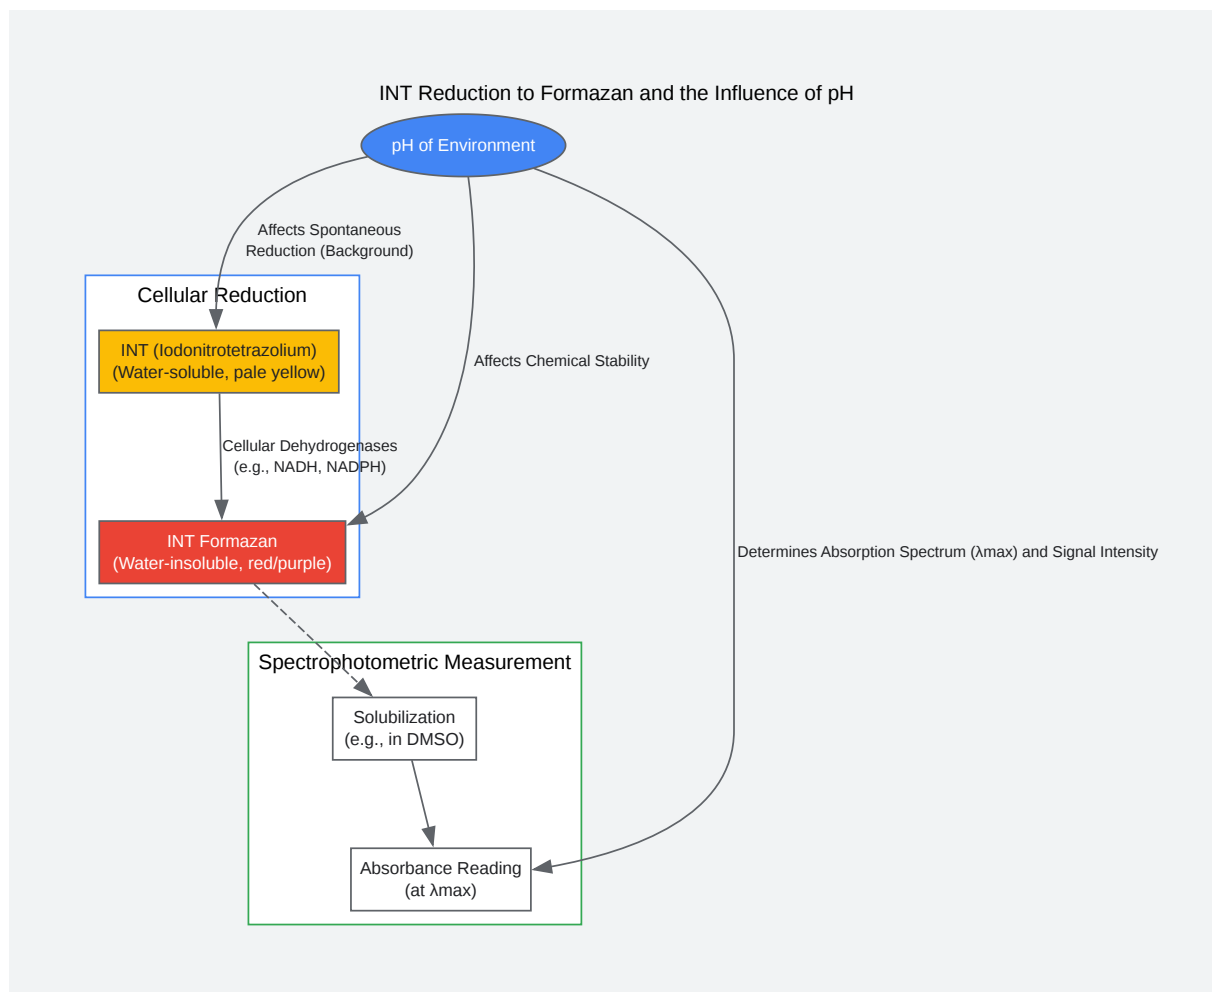 INT Reduction to Formazan and the Influence of pH
pH of Environment
Affects Spontaneous
Reduction (Background)
Cellular Reduction
INT (Iodonitrotetrazolium)
(Water-soluble, pale yellow)
Affects Chemical Stability
Cellular Dehydrogenases
(e.g., NADH, NADPH)
INT Formazan
(Water-insoluble, red/purple)
Determines Absorption Spectrum (λmax) and Signal Intensity
Spectrophotometric Measurement
Solubilization
(e.g., in DMSO)
Absorbance Reading
(at λmax)